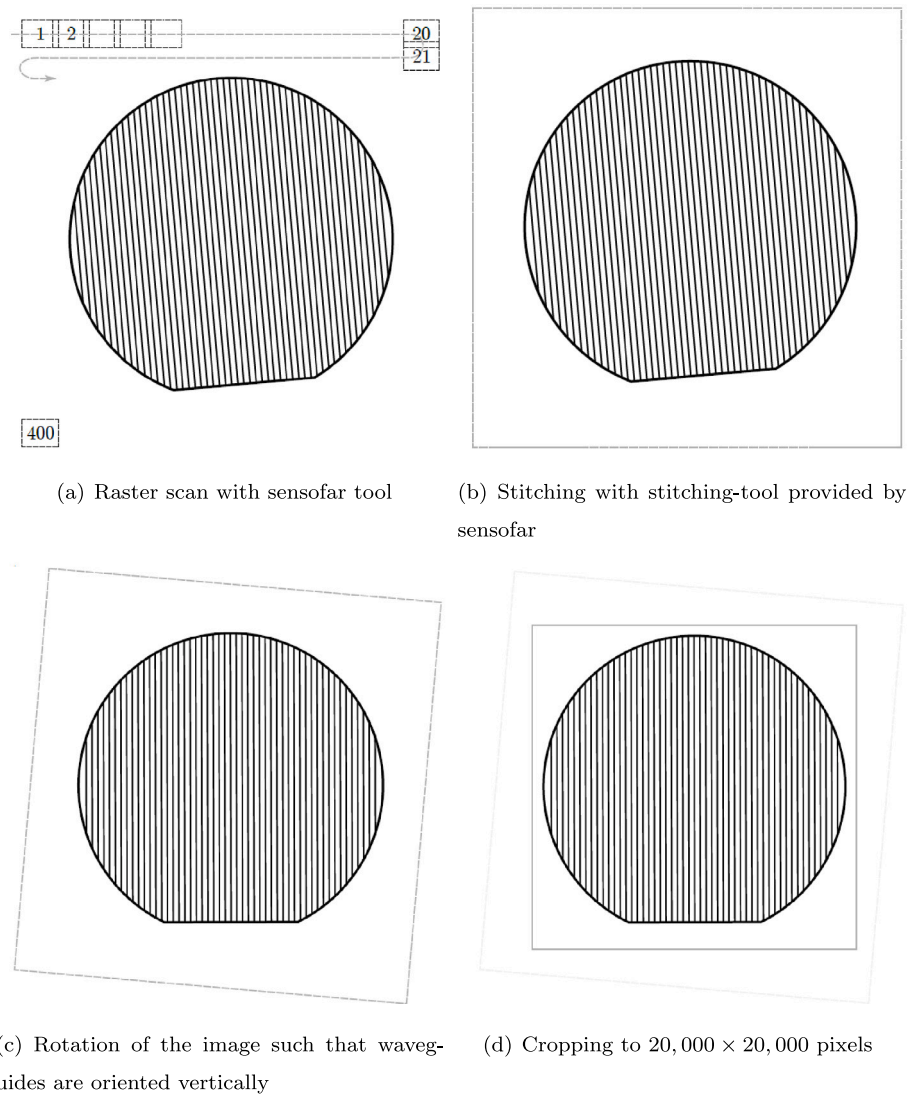 1 2 20
21
400
(a) Raster scan with sensofar tool
(b) Stitching with stitching-tool provided by
sensofar
(c) Rotation of the image such that waveg-
uides are oriented vertically
(d) Cropping to 20,000 × 20,000 pixels